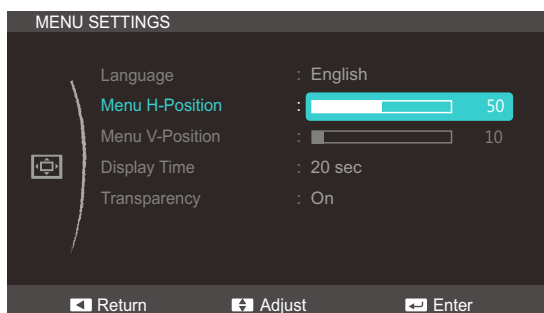 MENU SETTINGS
Language : English
Menu H-Position : 50
Menu V-Position : 10
Display Time : 20 sec
Transparency : On
Return Adjust Enter